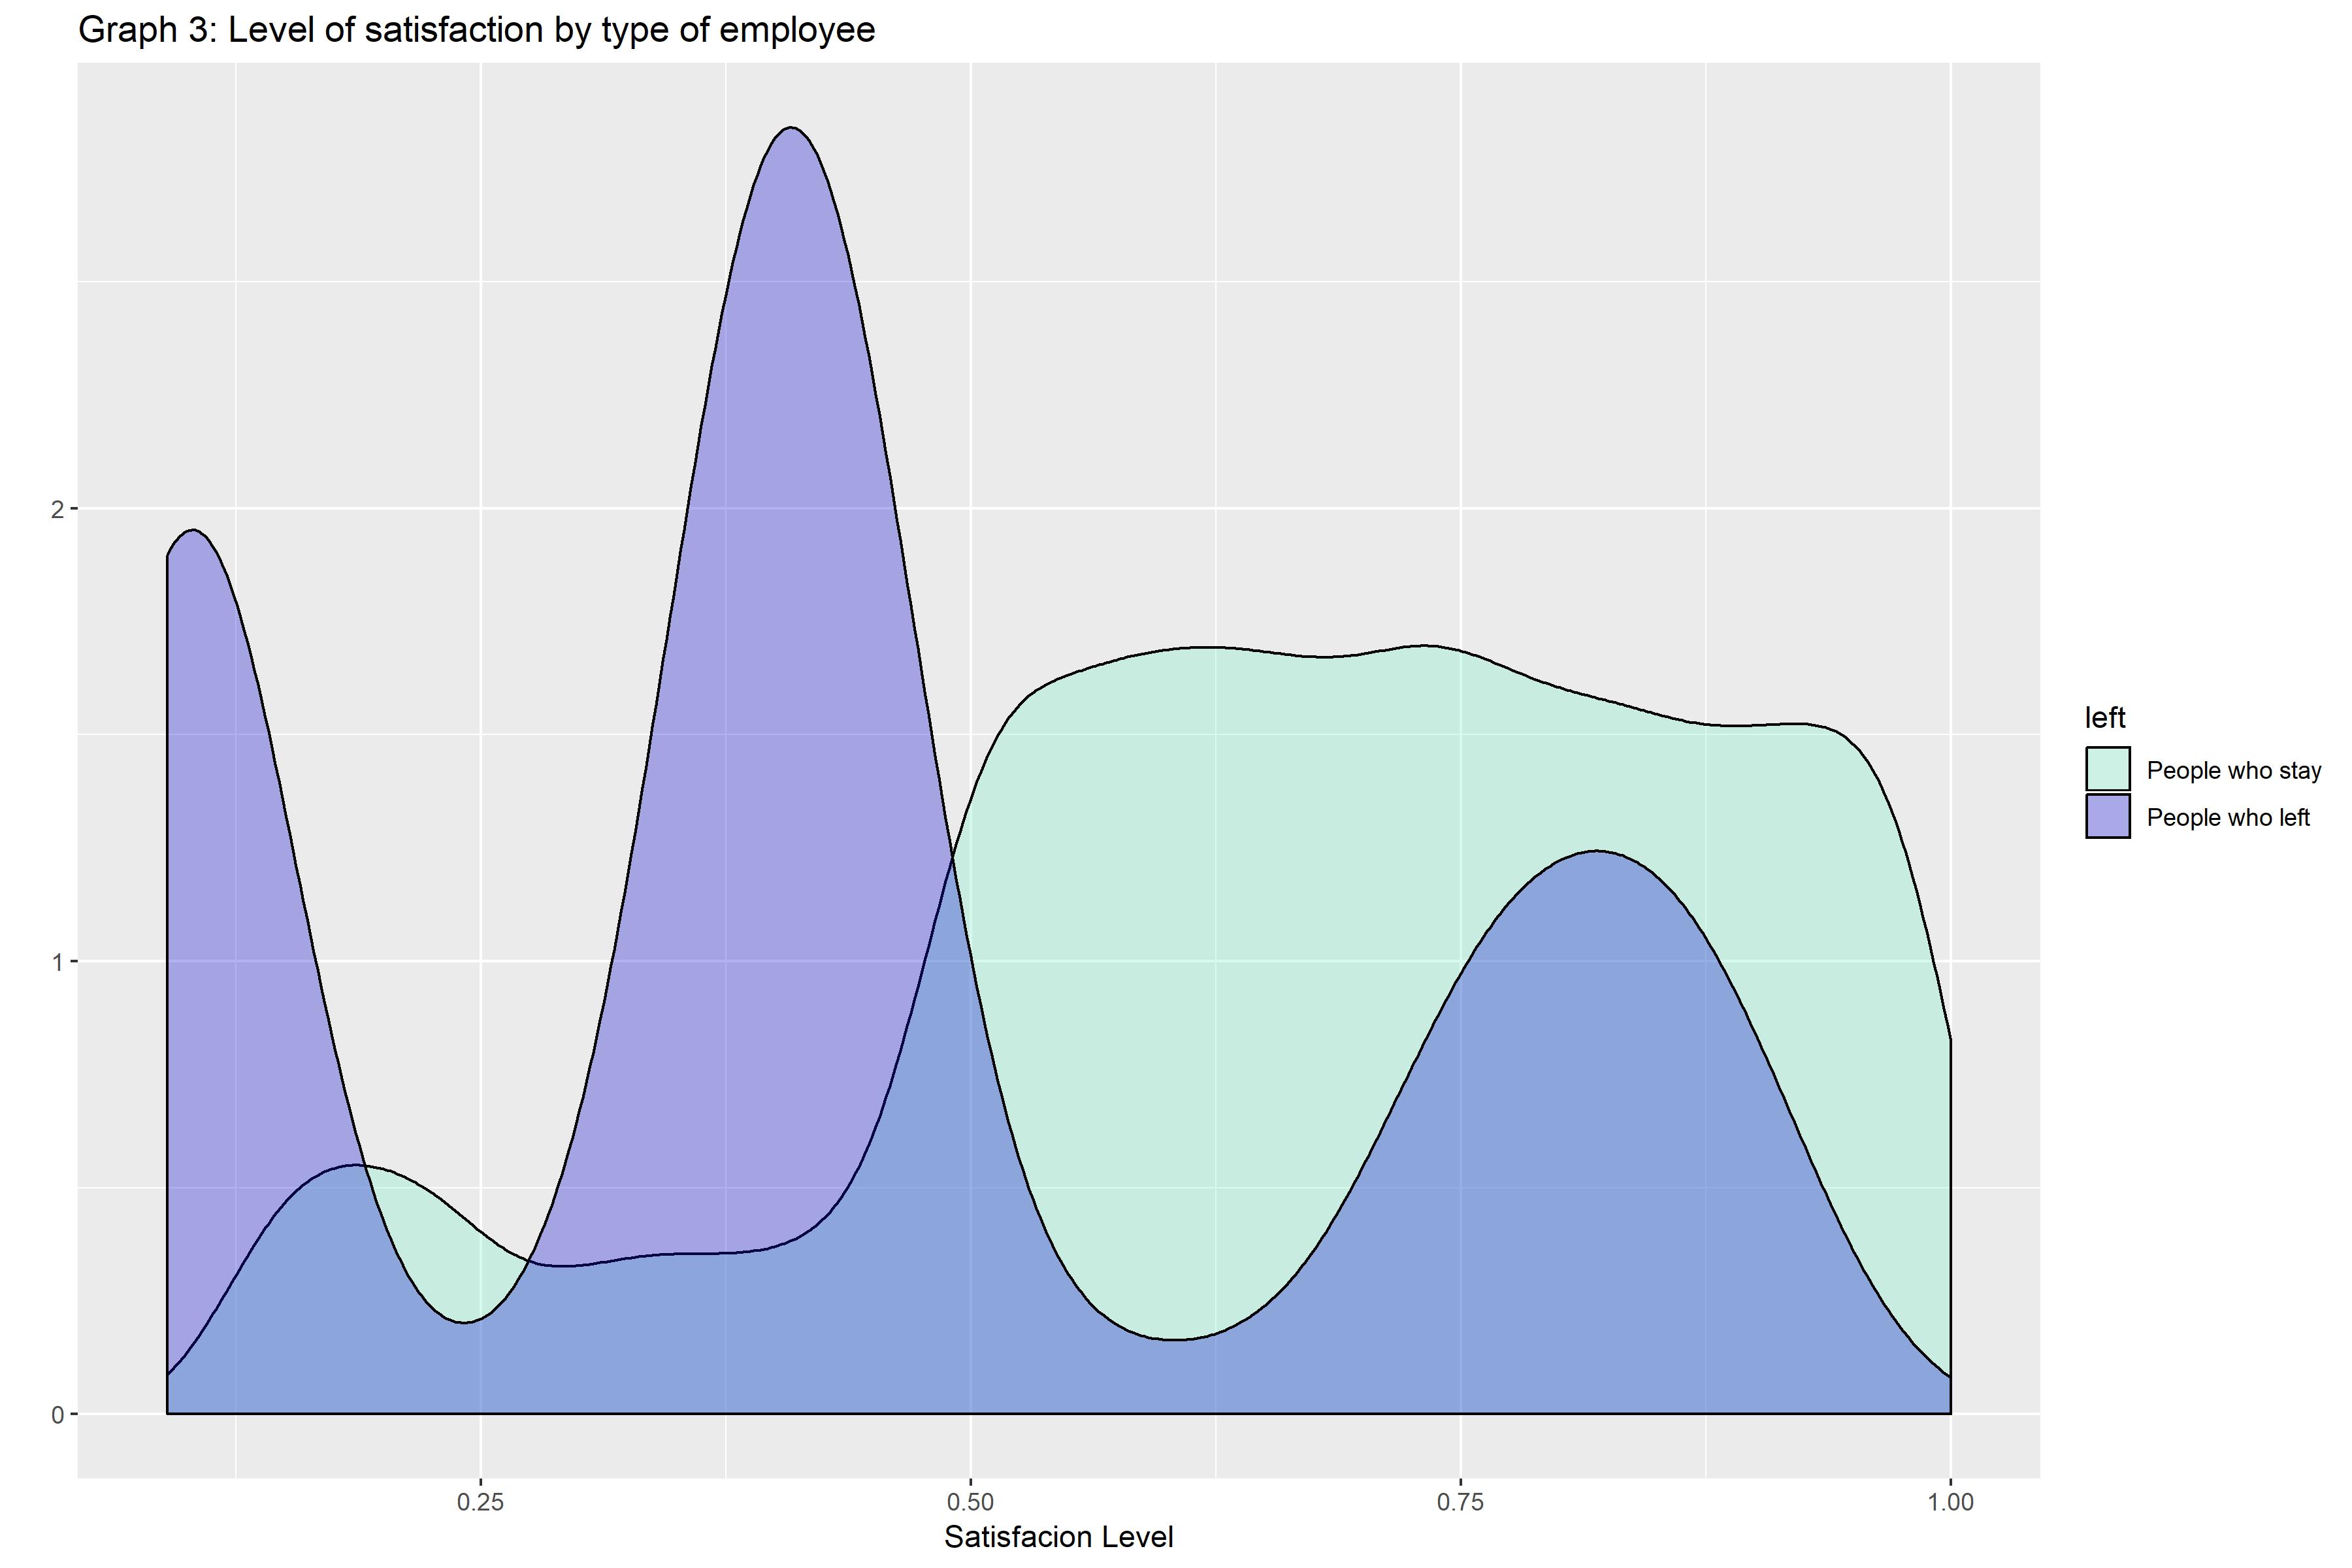 Graph 3: Level of satisfaction by type of employee
2
1
0
0.25
0.50
0.75
1.00
Satisfacion Level
left
People who stay
People who left